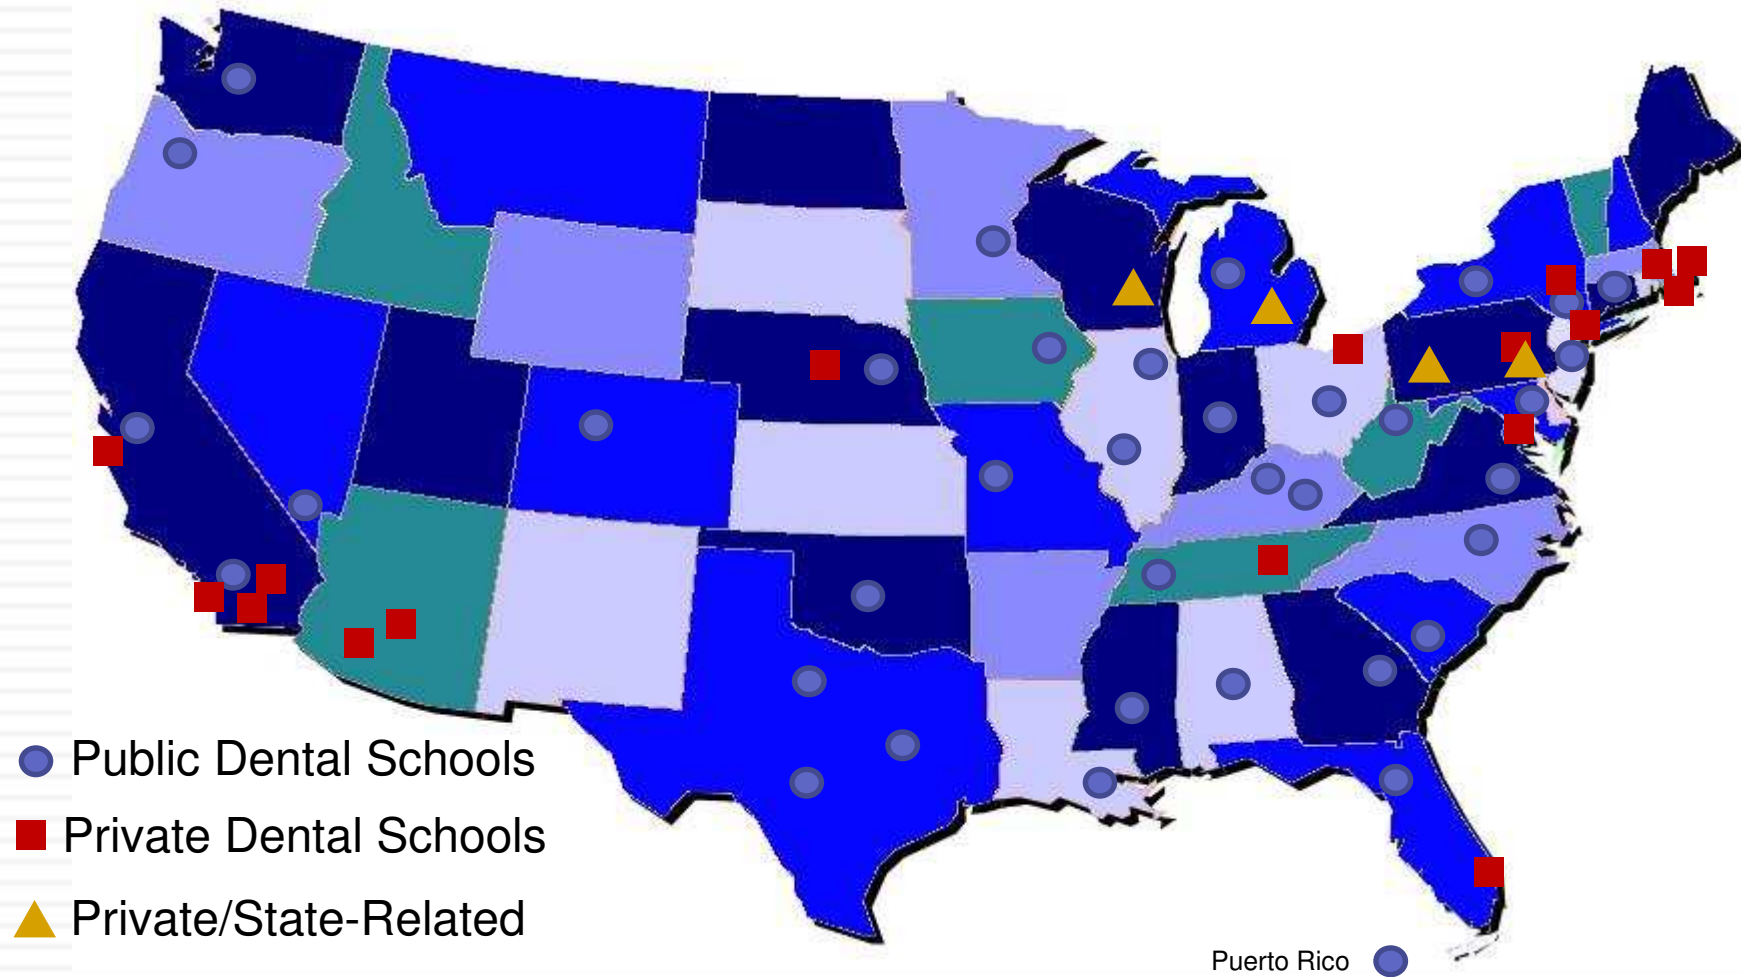 Public Dental Schools
Private Dental Schools
Private/State-Related
Puerto Rico